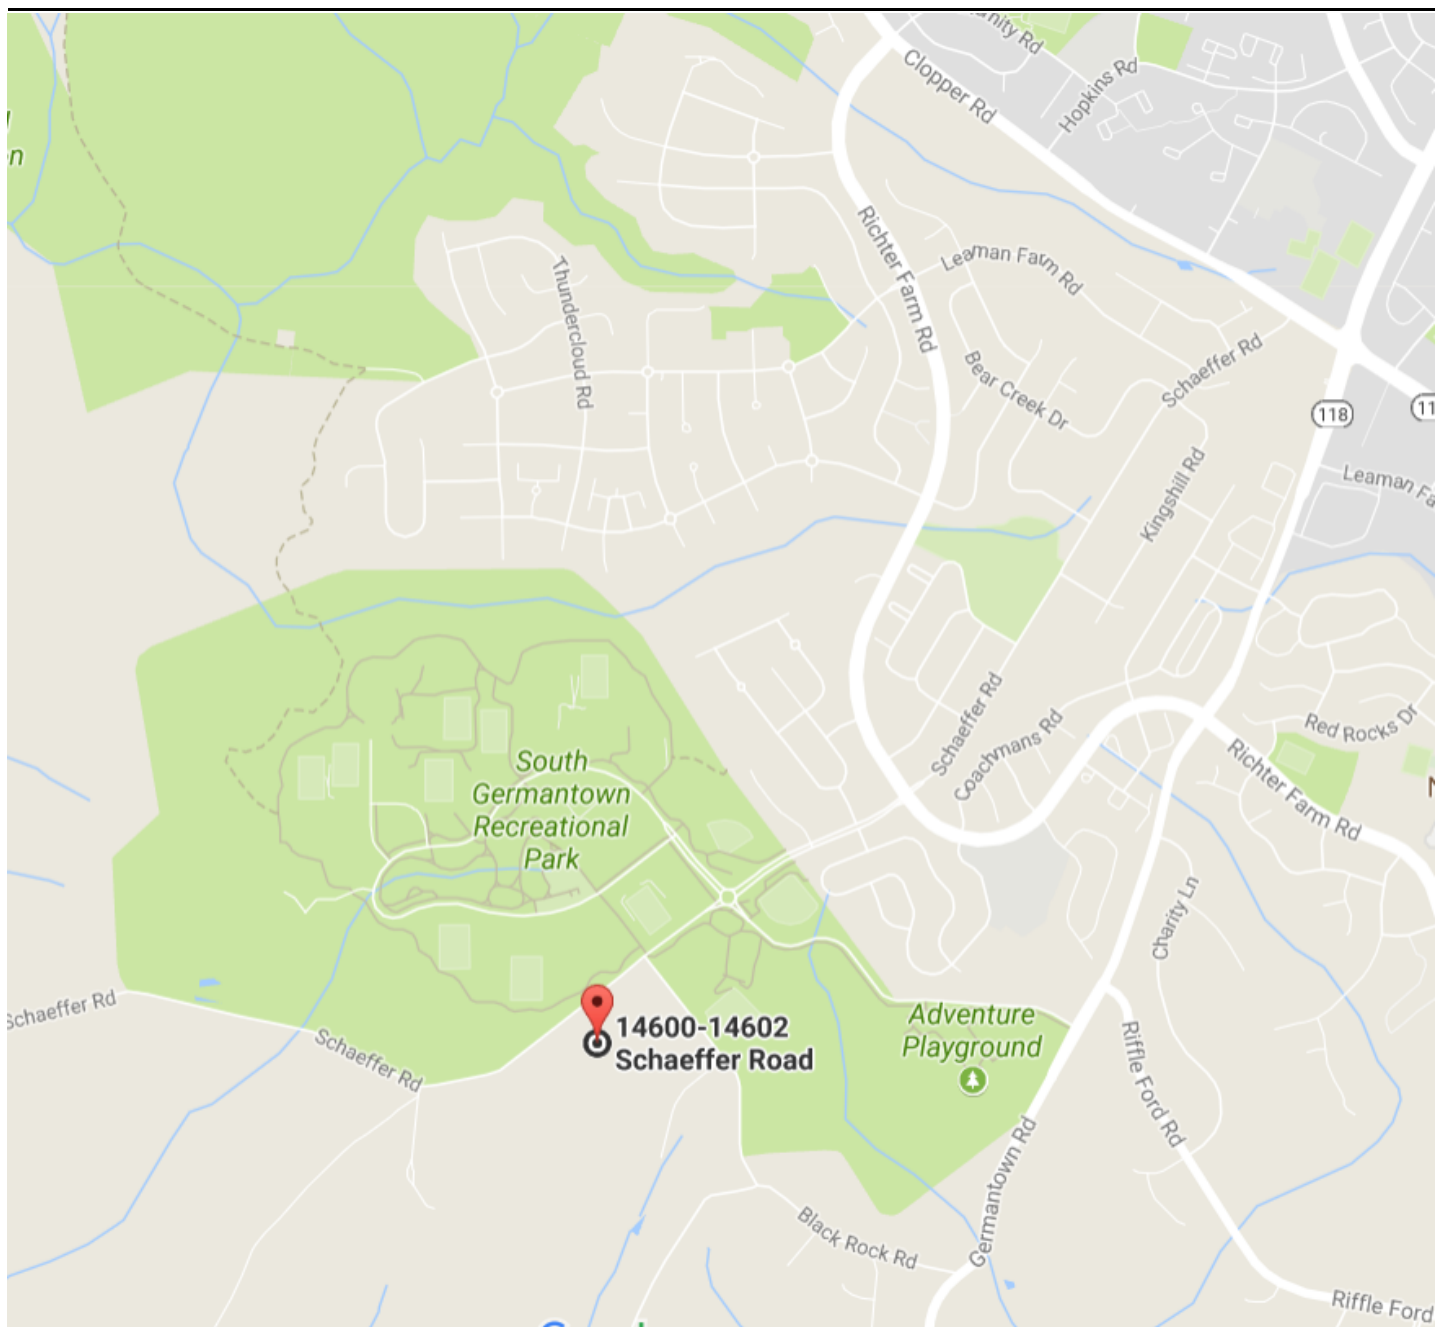 Clopper Rd
Hopkins Rd
Richter Farm Rd
Leaman Farm Rd
Thundercloud Rd
Bear Creek Dr
Schaeffer Rd
118
11
Kingshill Rd
South
Germantown
Recreational
Park
Schaeffer Rd
Coachmans Rd
Red Rocks Dr
Richter Farm Rd
Charity Ln
Schaeffer Rd
Schaeffer Rd
14600-14602
Schaeffer Road
Adventure
Playground
Riffle Ford Rd
Germantown Rd
Black Rock Rd
Riffle Ford